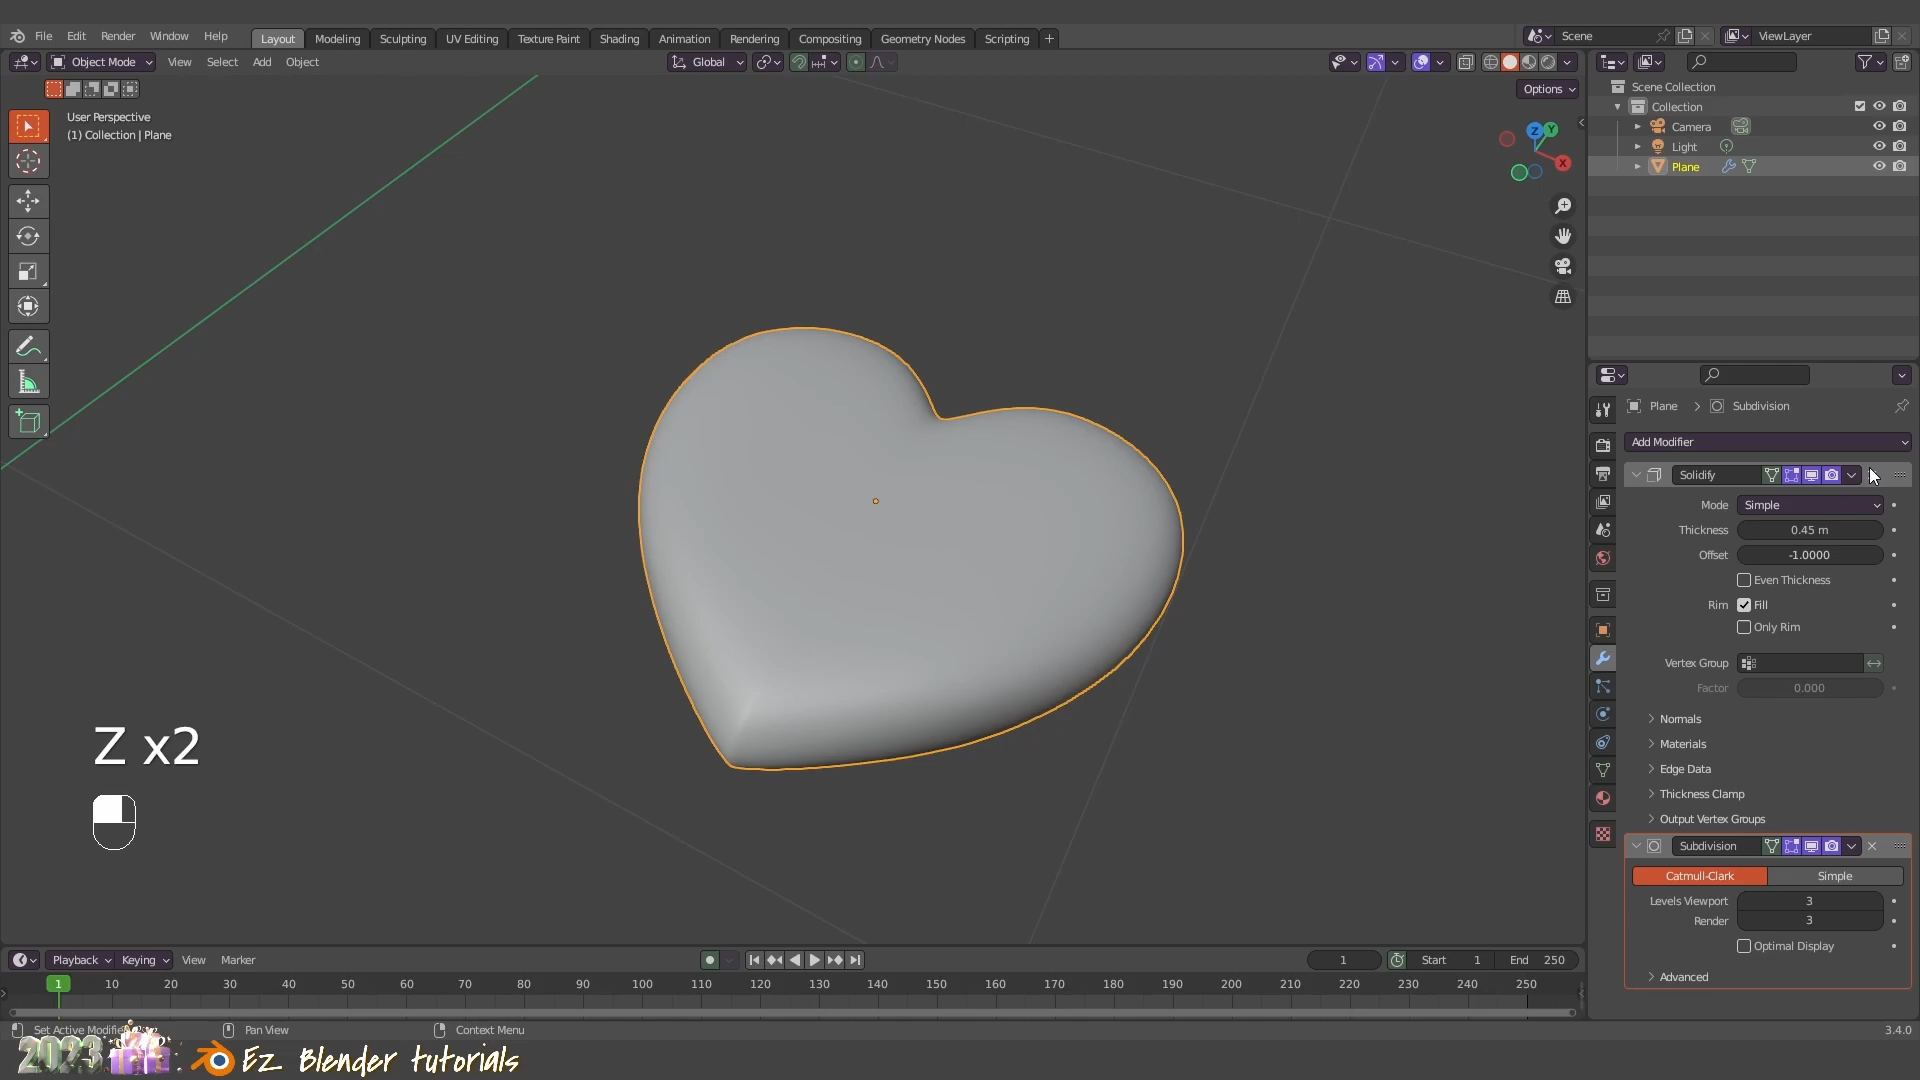 File Edit Render Window Help Layout Modeling Sculpting UV Editing Texture Paint Shading Animation Rendering Compositing Geometry Nodes Scripting + Scene ViewLayer
Object Mode View Select Add Object Global
Options
User Perspective
(1) Collection | Plane
Z Y X
Scene Collection
Collection
Camera
Light
Plane
Plane > Subdivision
Add Modifier
Solidify
Mode Simple
Thickness 0.45 m
Offset -1.0000
Even Thickness
Rim Fill
Only Rim
Vertex Group
Factor 0.000
Normals
Materials
Edge Data
Thickness Clamp
Output Vertex Groups
Subdivision
Catmull-Clark Simple
Levels Viewport 3
Render 3
Optimal Display
Advanced
Z x2
Playback Keying View Marker 1 Start 1 End 250
1 10 20 30 40 50 60 70 80 90 100 110 120 130 140 150 160 170 180 190 200 210 220 230 240 250
Set Active Modifie Pan View Context Menu 3.4.0
2023 Ez Blender tutorials